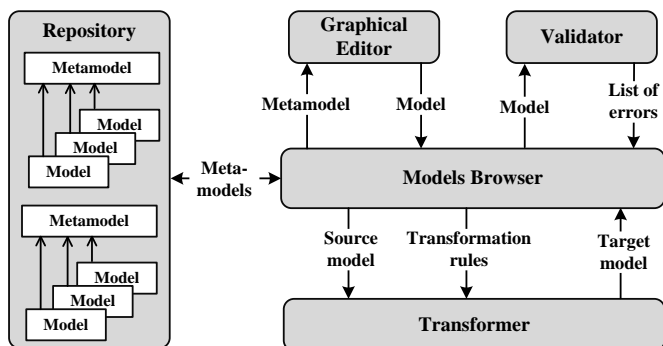 Repository
Metamodel
Model
Model
Model
Metamodel
Model
Model
Model
Graphical
Editor
Validator
Metamodel
Model
Model
List of
errors
Meta-
models
Models Browser
Source
model
Transformation
rules
Target
model
Transformer